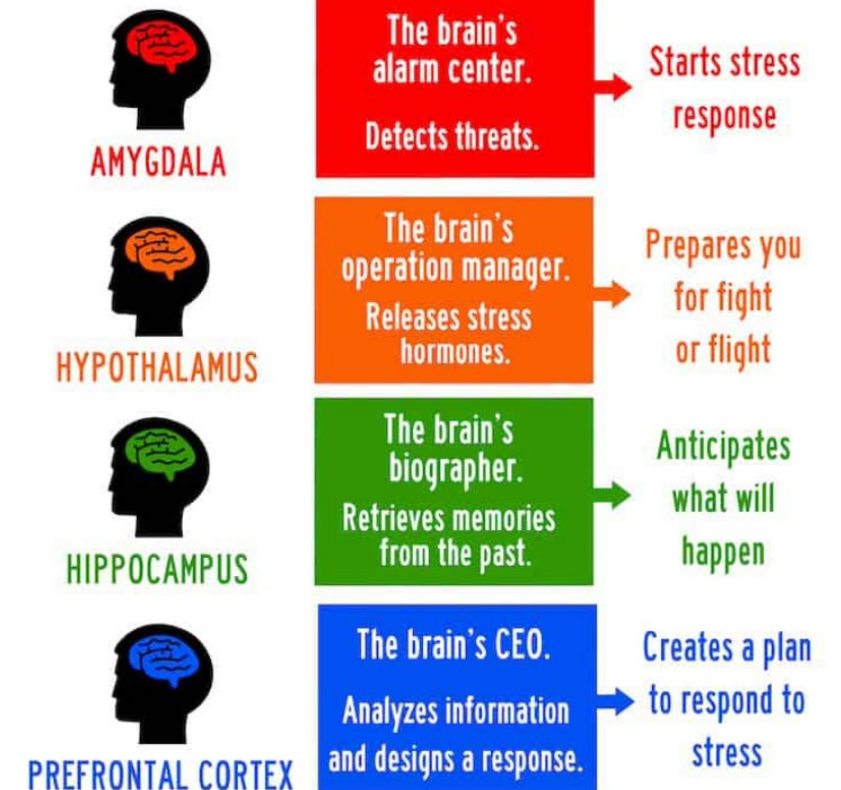 AMYGDALA
The brain's
alarm center.
Detects threats.
Starts stress
response
HYPOTHALAMUS
The brain's
operation manager.
Releases stress
hormones.
Prepares you
for fight
or flight
HIPPOCAMPUS
The brain's
biographer.
Retrieves memories
from the past.
Anticipates
what will
happen
PREFRONTAL CORTEX
The brain's CEO.
Analyzes information
and designs a response.
Creates a plan
to respond to
stress